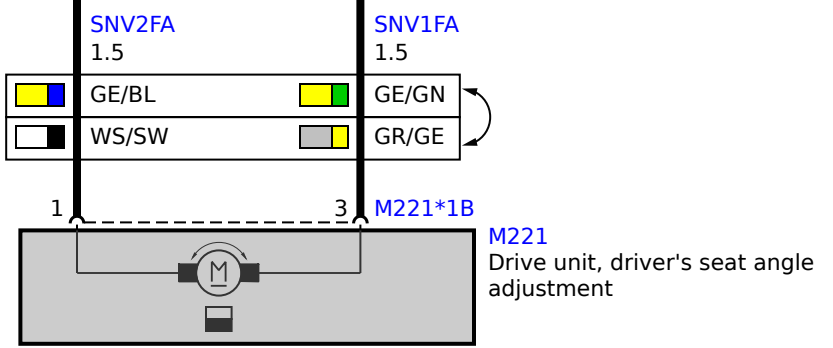 SNV2FA SNV1FA
1.5 1.5
GE/BL GE/GN
WS/SW GR/GE
1 3 M221*1B
M221
Drive unit, driver's seat angle
adjustment
M